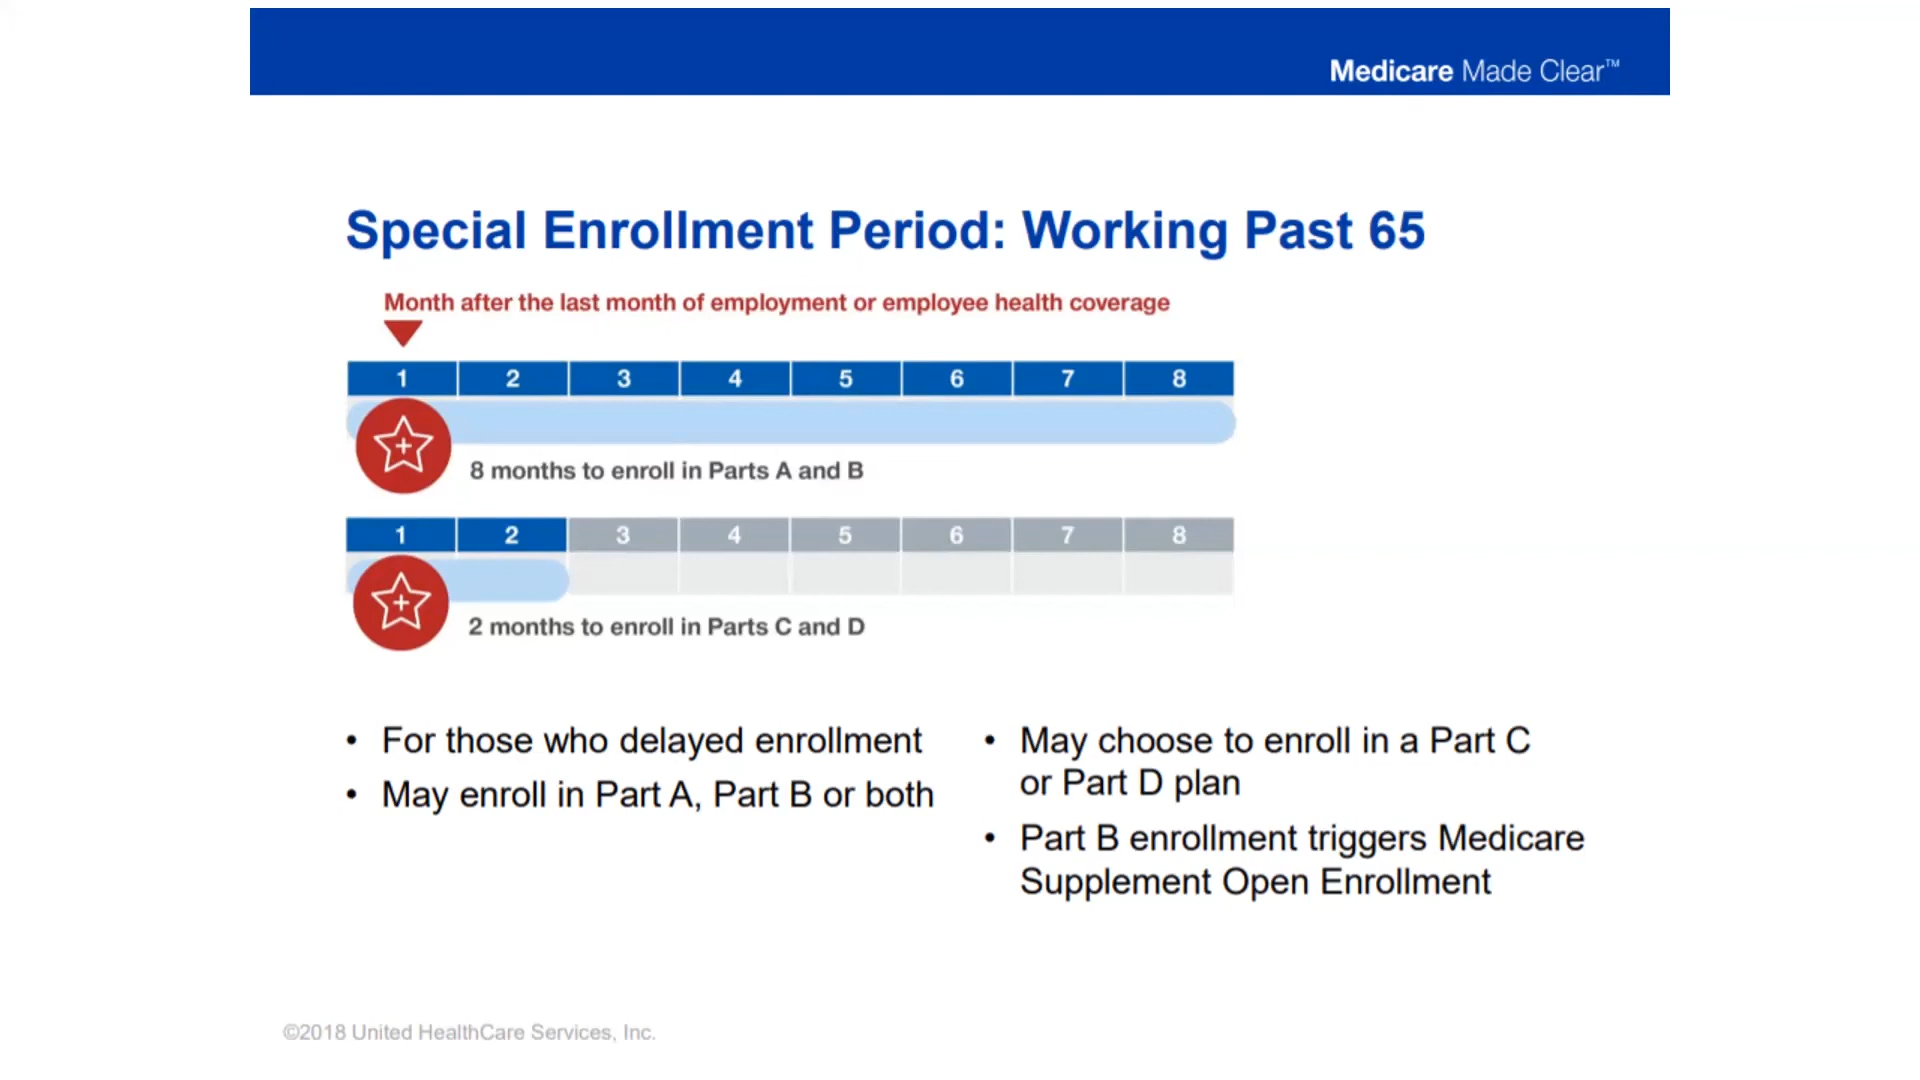 Medicare Made Clear™
Special Enrollment Period: Working Past 65
Month after the last month of employment or employee health coverage
1 2 3 4 5 6 7 8
8 months to enroll in Parts A and B
1 2 3 4 5 6 7 8
2 months to enroll in Parts C and D
• For those who delayed enrollment
• May enroll in Part A, Part B or both
• May choose to enroll in a Part C
or Part D plan
• Part B enrollment triggers Medicare
Supplement Open Enrollment
©2018 United HealthCare Services, Inc.